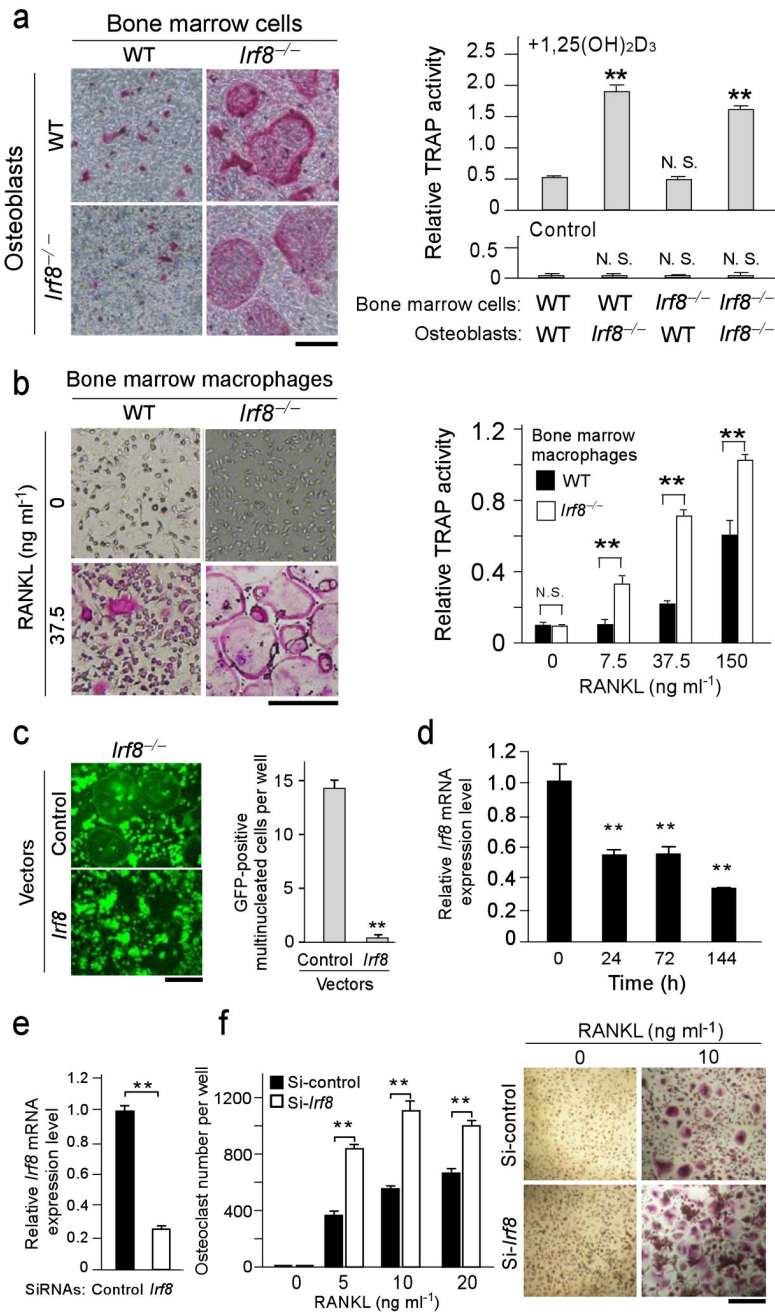 a
Bone marrow cells
WT
Irf8–/–
Osteoblasts
WT
Irf8–/–
+1,25(OH)2D3
Relative TRAP activity
2.5
2.0
1.5
1.0
0.5
0
**
N. S.
**
Control
0.5
0
N. S.
N. S.
N. S.
Bone marrow cells: WT WT Irf8–/– Irf8–/–
Osteoblasts: WT Irf8–/– WT Irf8–/–
b
Bone marrow macrophages
WT
Irf8–/–
RANKL (ng ml-1)
0
37.5
Relative TRAP activity
1.2
0.8
0.4
0
Bone marrow
macrophages
WT
Irf8–/–
N.S.
**
**
**
0 7.5 37.5 150
RANKL (ng ml-1)
c
Irf8–/–
Vectors
Control
Irf8
GFP-positive
multinucleated cells per well
15
10
5
0
**
Control Irf8
Vectors
d
Relative Irf8 mRNA
expression level
1.2
1.0
0.8
0.6
0.4
0.2
0
**
**
**
0 24 72 144
Time (h)
e
Relative Irf8 mRNA
expression level
1.2
1.0
0.8
0.6
0.4
0.2
0
**
SiRNAs: Control Irf8
f
Osteoclast number per well
1200
800
400
0
Si-control
Si-Irf8
**
**
**
0 5 10 20
RANKL (ng ml-1)
RANKL (ng ml-1)
0 10
Si-control
Si-Irf8